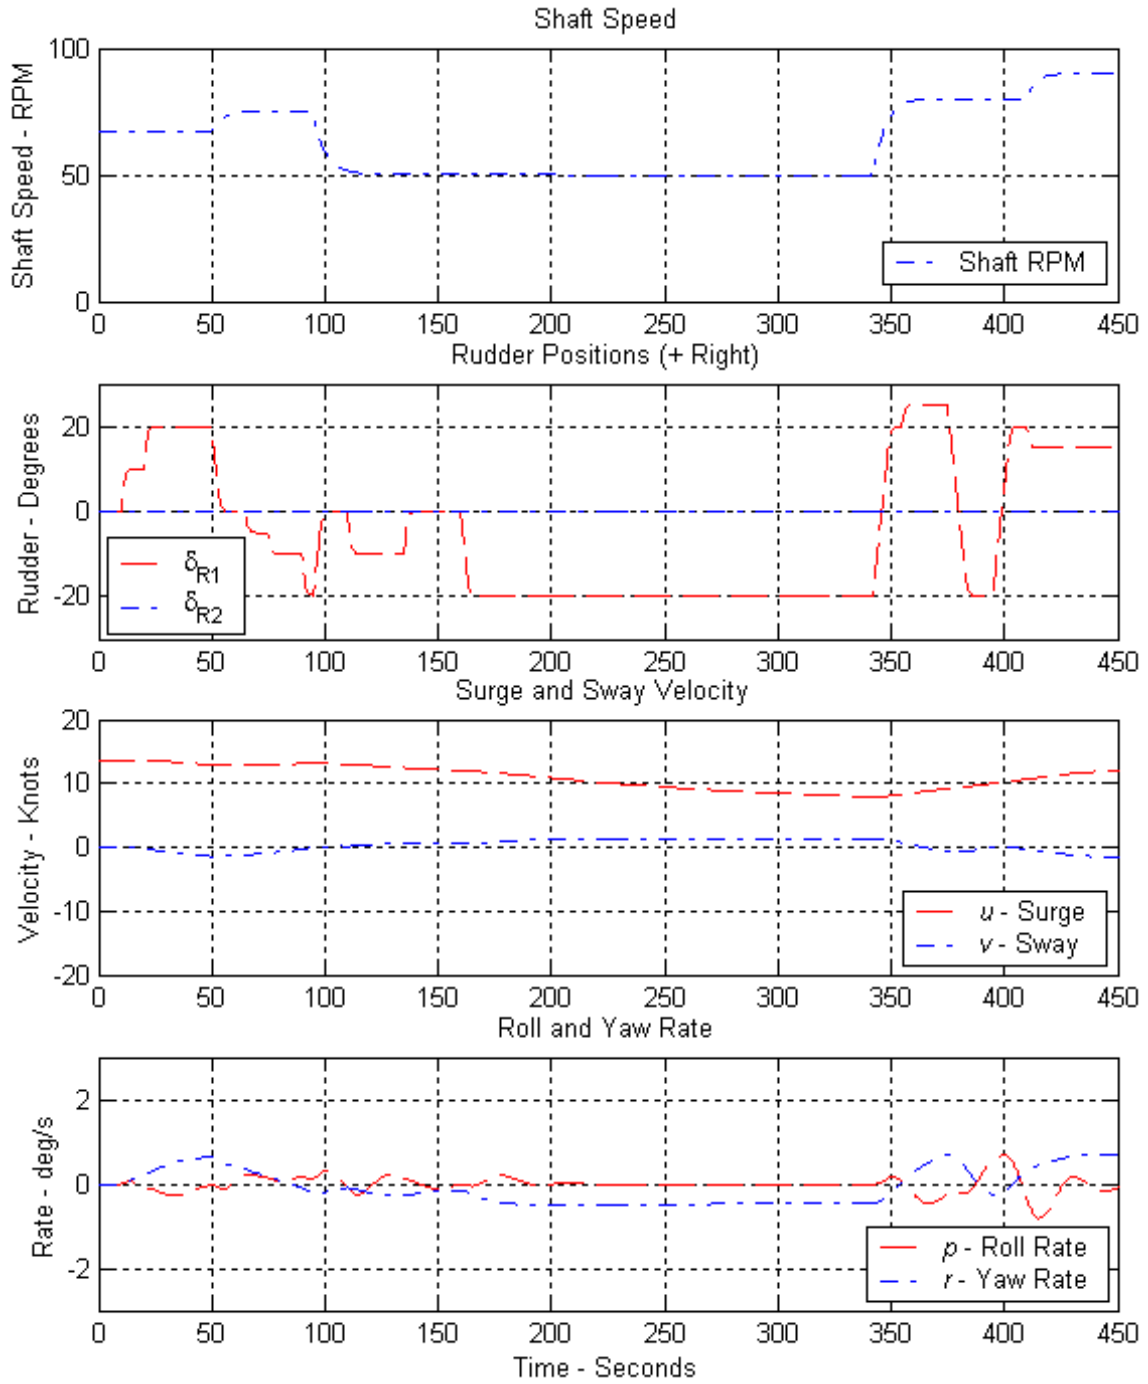 Shaft Speed
Shaft Speed - RPM
100
50
0
Shaft RPM
0 50 100 150 200 250 300 350 400 450
Rudder Positions (+ Right)
Rudder - Degrees
20
0
-20
δR1
δR2
0 50 100 150 200 250 300 350 400 450
Surge and Sway Velocity
Velocity - Knots
20
10
0
-10
-20
u - Surge
v - Sway
0 50 100 150 200 250 300 350 400 450
Roll and Yaw Rate
Rate - deg/s
2
0
-2
p - Roll Rate
r - Yaw Rate
0 50 100 150 200 250 300 350 400 450
Time - Seconds